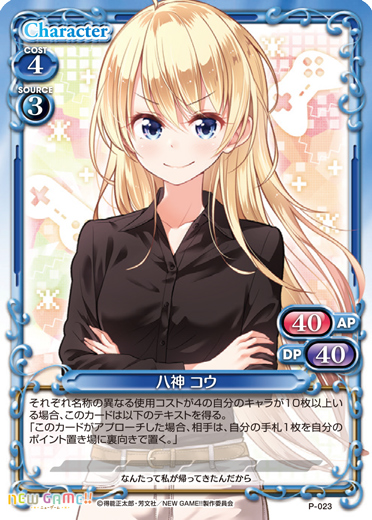 Character
COST
4
SOURCE
3
40 AP
DP 40
八神 コウ
それぞれ名称の異なる使用コストが4の自分のキャラが10枚以上い
る場合、このカードは以下のテキストを得る。
「このカードがアプローチした場合、相手は、自分の手札1枚を自分の
ポイント置き場に裏向きで置く。」
なんたって私が帰ってきたんだから
NEW GAME!!
©得能正太郎・芳文社／NEW GAME!!製作委員会
P-023